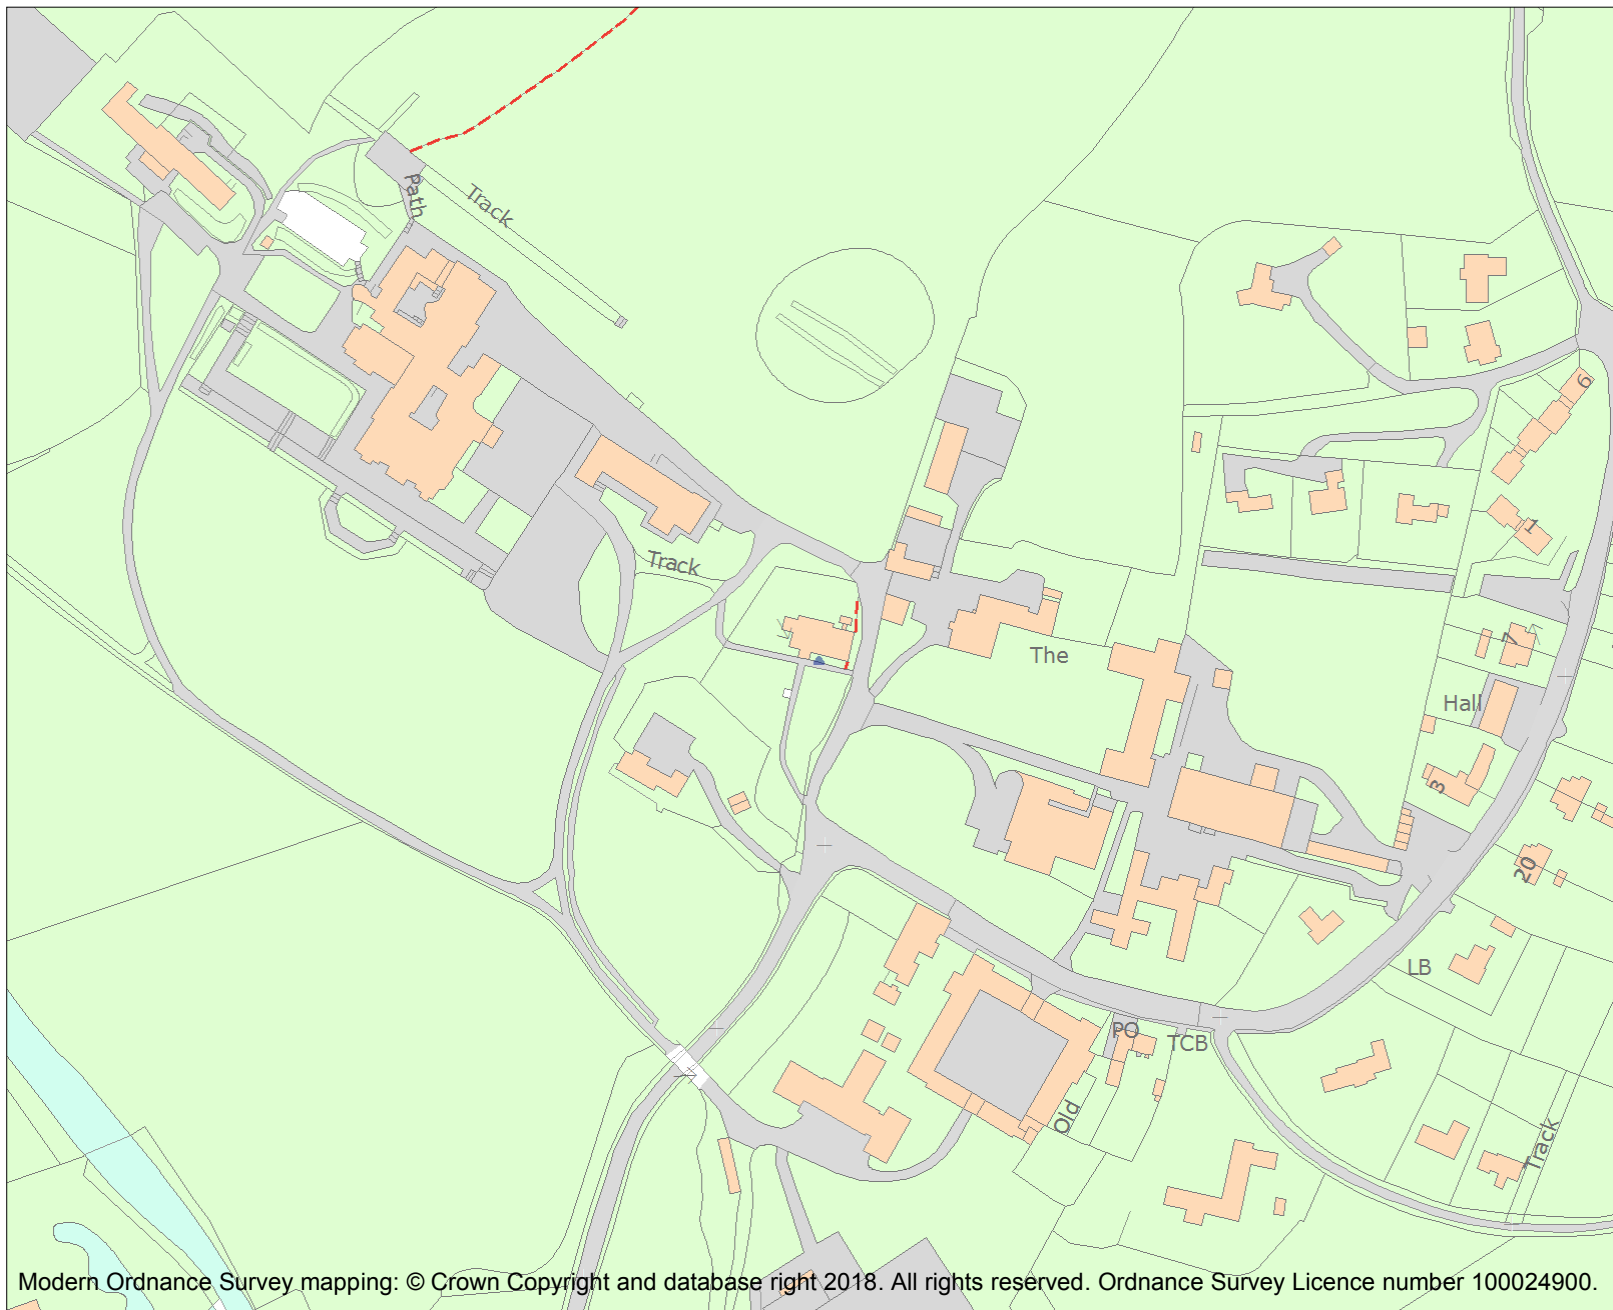 Path
Track
6
1
Track
The
7
Hall
3
20
LB
PO
TCB
Old
Track
Modern Ordnance Survey mapping: © Crown Copyright and database right 2018. All rights reserved. Ordnance Survey Licence number 100024900.